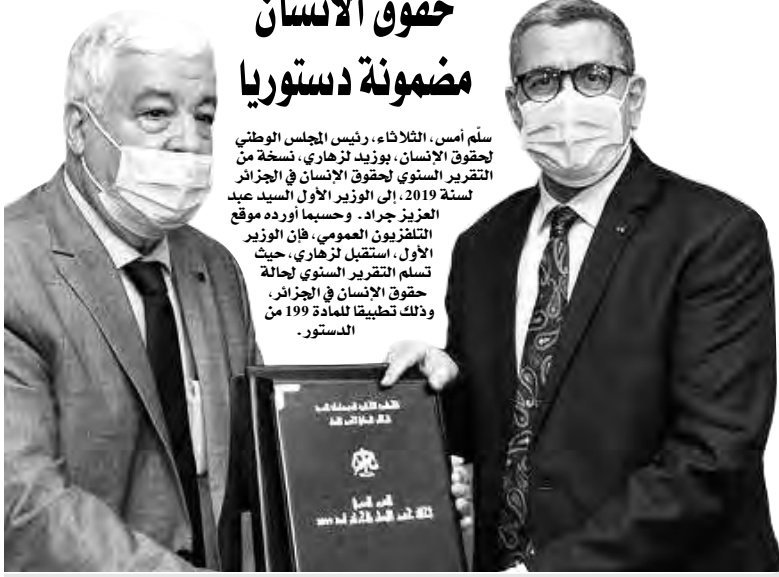 حقوق الانسان
مضمونة دستوريا
سلّم أمس، الثلاثاء، رئيس المجلس الوطني
لحقوق الإنسان، بوزيد لزهاري، نسخة من
التقرير السنوي لحقوق الإنسان في الجزائر
لسنة 2019، إلى الوزير الأول السيد عبد
العزيز جراد. وحسبما أورده موقع
التلفزيون العمومي، فإن الوزير
الأول، استقبل لزهاري، حيث
تسلم التقرير السنوي لحالة
حقوق الإنسان في الجزائر،
وذلك تطبيقا للمادة 199 من
الدستور.